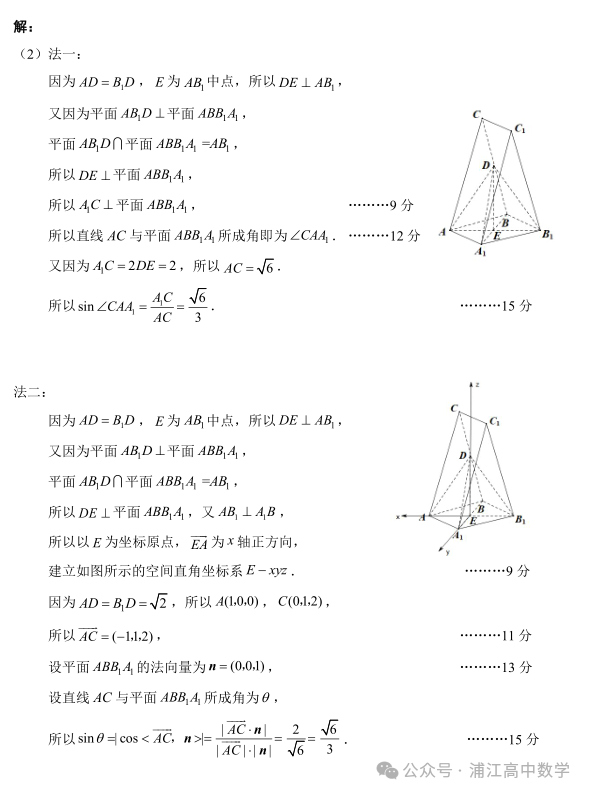 解:
（2）法一:
因为 AD = B₁D ， E 为 AB₁ 中点，所以 DE ⊥ AB₁ ，
又因为平面 AB₁D ⊥ 平面 ABB₁A₁ ，
平面 AB₁D ⋂ 平面 ABB₁A₁ =AB₁ ，
所以 DE ⊥ 平面 ABB₁A₁ ，
所以 A₁C ⊥ 平面 ABB₁A₁ ， ………9 分
所以直线 AC 与平面 ABB₁A₁ 所成角即为 ∠CAA₁ ． ………12 分
又因为 A₁C = 2DE = 2 ，所以 AC = √6 ．
所以 sin ∠CAA₁ = A₁C/AC = √6/3 ． ………15 分
C
C₁
D
A
B
E
B₁
A₁
法二:
因为 AD = B₁D ， E 为 AB₁ 中点，所以 DE ⊥ AB₁ ，
又因为平面 AB₁D ⊥ 平面 ABB₁A₁ ，
平面 AB₁D ⋂ 平面 ABB₁A₁ =AB₁ ，
所以 DE ⊥ 平面 ABB₁A₁ ，又 AB₁ ⊥ A₁B ，
所以以 E 为坐标原点， EA 为 x 轴正方向，
建立如图所示的空间直角坐标系 E − xyz ． ………9 分
因为 AD = B₁D = √2 ，所以 A(1,0,0) ， C(0,1,2) ，
所以 AC = (−1,1,2) ， ………11 分
设平面 ABB₁A₁ 的法向量为 n = (0,0,1) ， ………13 分
设直线 AC 与平面 ABB₁A₁ 所成角为 θ ，
所以 sin θ =| cos < AC， n >|= | AC · n | / | AC | · | n | = 2/√6 = √6/3 ． ………15 分
z
C
C₁
D
B
x
A
E
B₁
A₁
y
公众号 · 浦江高中数学